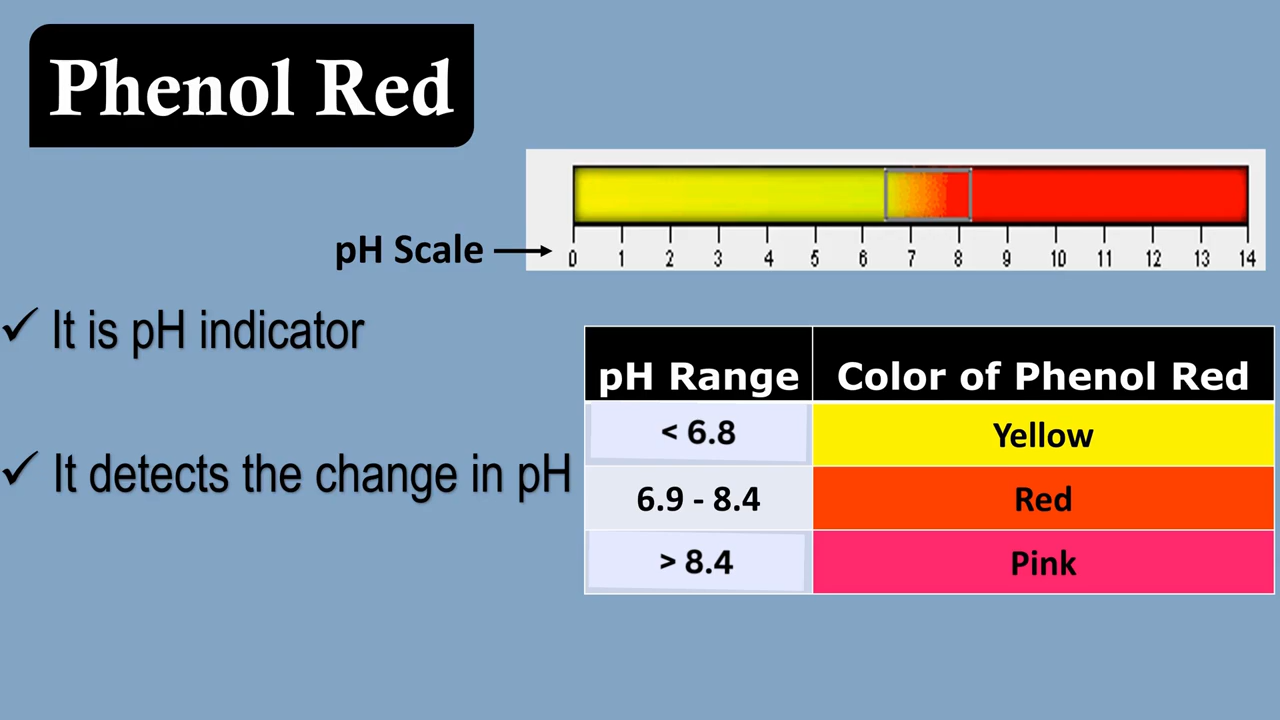 Phenol Red
pH Scale
0 1 2 3 4 5 6 7 8 9 10 11 12 13 14
✓ It is pH indicator
✓ It detects the change in pH
pH Range Color of Phenol Red
< 6.8 Yellow
6.9 - 8.4 Red
> 8.4 Pink